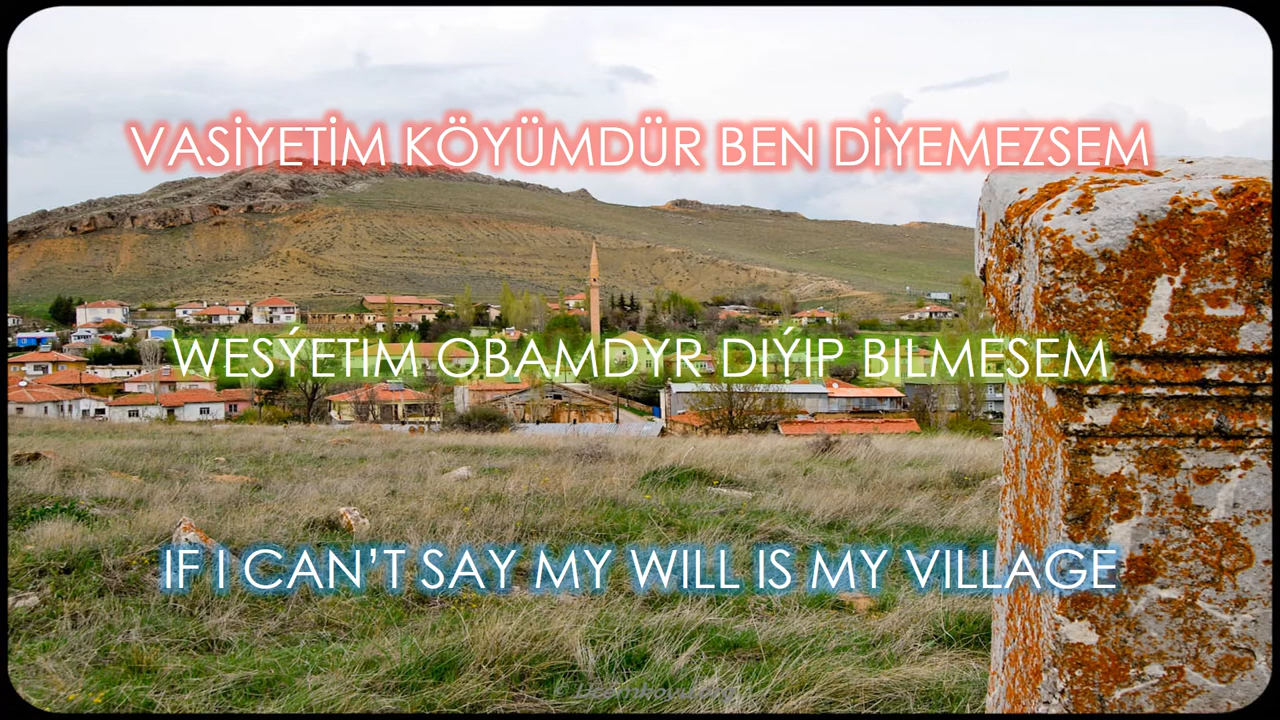 VASİYETİM KÖYÜMDÜR BEN DİYEMEZSEM
WESÝETIM OBAMDYR DIÝIP BILMESEM
IF I CAN’T SAY MY WILL IS MY VILLAGE